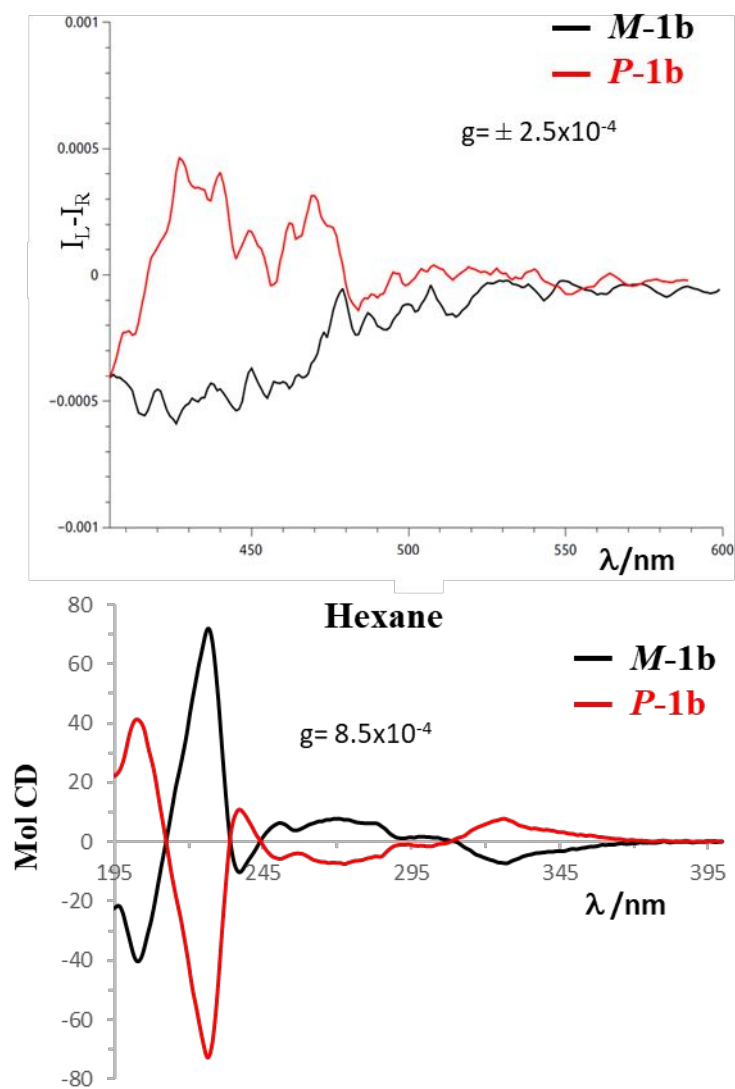 0.001
M-1b
P-1b
g= ± 2.5x10⁻⁴
0.0005
I_L-I_R
0
−0.0005
−0.001
450
500
550
600
λ/nm
Hexane
80
M-1b
P-1b
60
g= 8.5x10⁻⁴
40
20
Mol CD
0
195
245
295
345
395
λ/nm
-20
-40
-60
-80